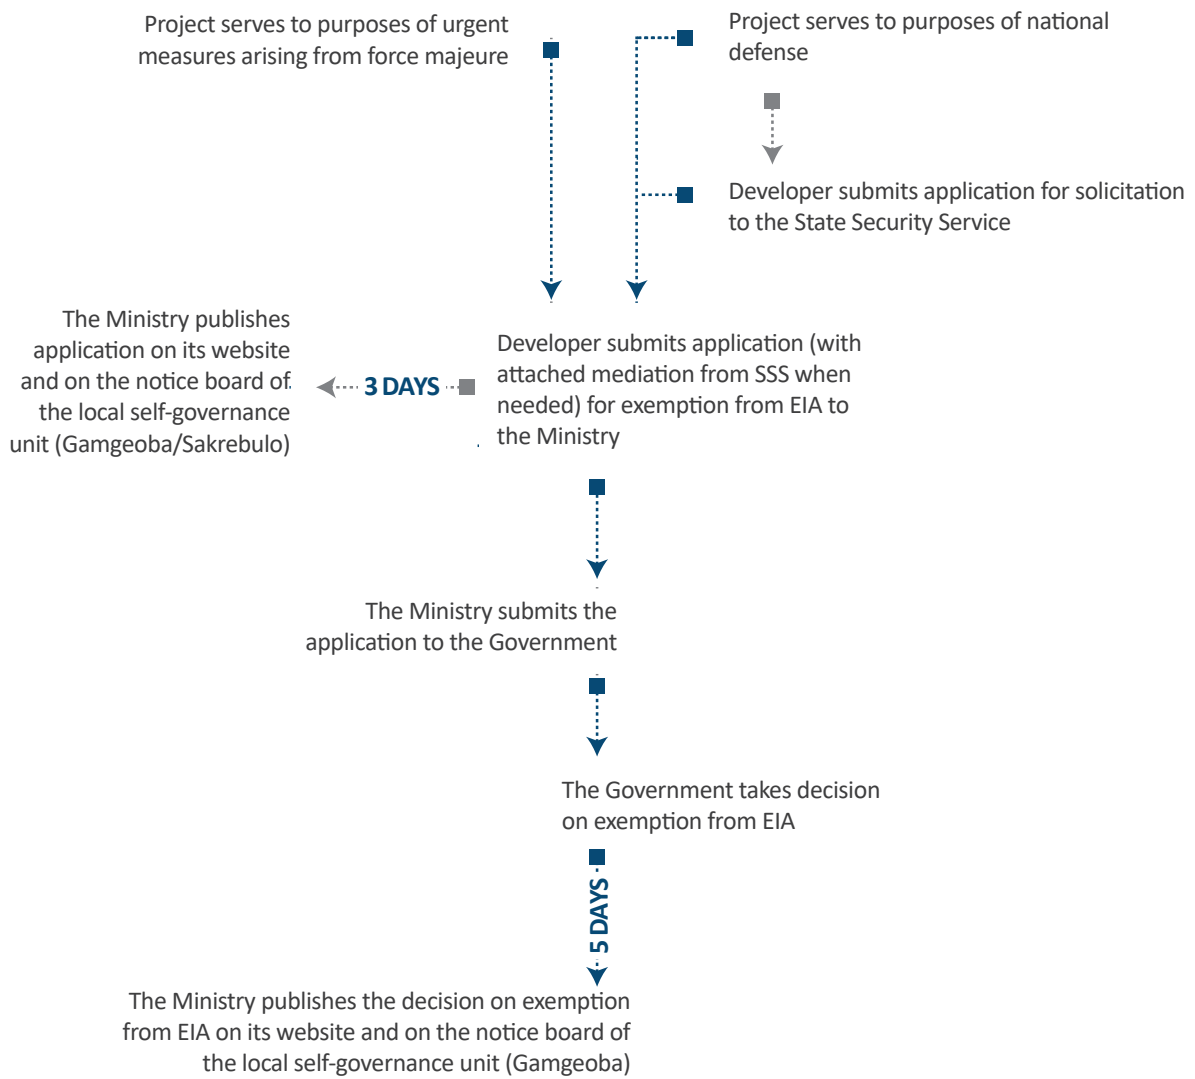 Project serves to purposes of urgent
measures arising from force majeure
Project serves to purposes of national
defense
Developer submits application for solicitation
to the State Security Service
The Ministry publishes
application on its website
and on the notice board of
the local self-governance
unit (Gamgeoba/Sakrebulo)
3 DAYS
Developer submits application (with
attached mediation from SSS when
needed) for exemption from EIA to
the Ministry
The Ministry submits the
application to the Government
The Government takes decision
on exemption from EIA
5 DAYS
The Ministry publishes the decision on exemption
from EIA on its website and on the notice board of
the local self-governance unit (Gamgeoba)